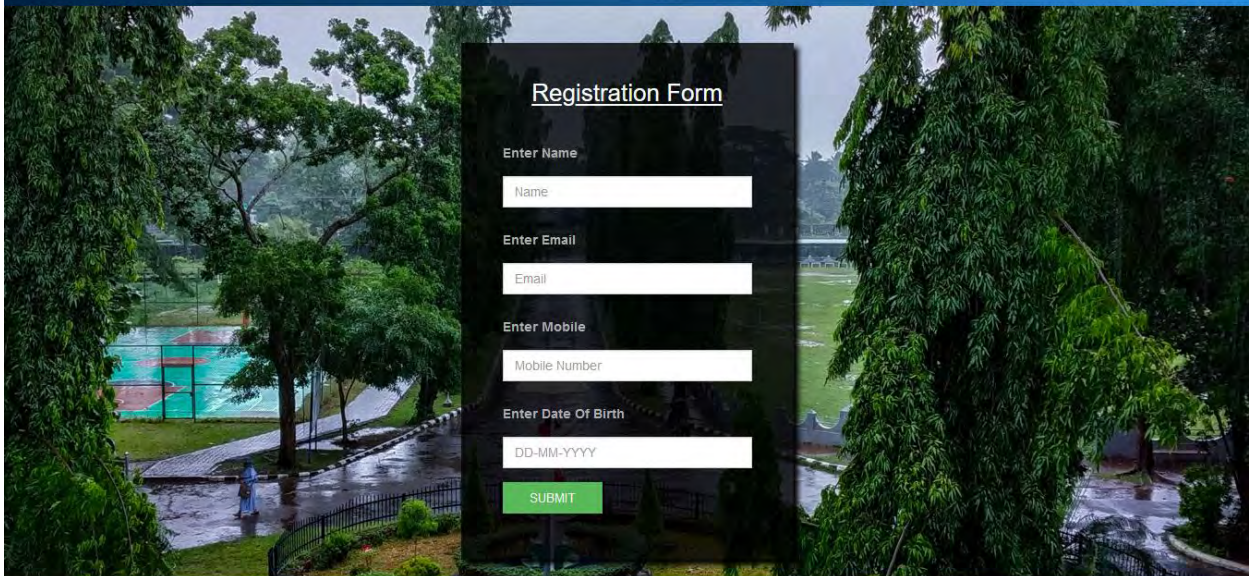 Registration Form
Enter Name
Name
Enter Email
Email
Enter Mobile
Mobile Number
Enter Date Of Birth
DD-MM-YYYY
SUBMIT